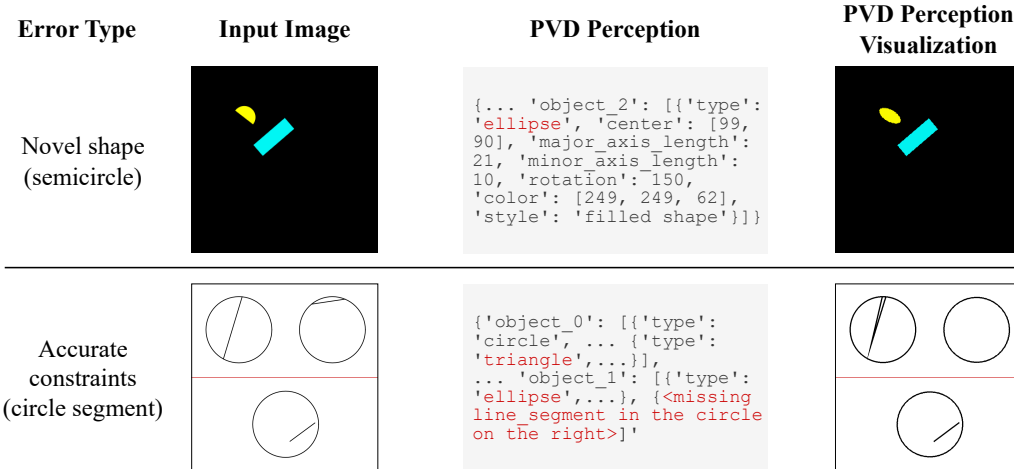 Error Type
Input Image
PVD Perception
PVD Perception
Visualization
Novel shape
(semicircle)
{... 'object_2': [{'type':
'ellipse', 'center': [99,
90], 'major_axis_length':
21, 'minor_axis_length':
10, 'rotation': 150,
'color': [249, 249, 62],
'style': 'filled shape'}]}
Accurate
constraints
(circle segment)
{'object_0': [{'type':
'circle', ... {'type':
'triangle',...}],
... 'object_1': [{'type':
'ellipse',...}, {<missing
line_segment in the circle
on the right>]'